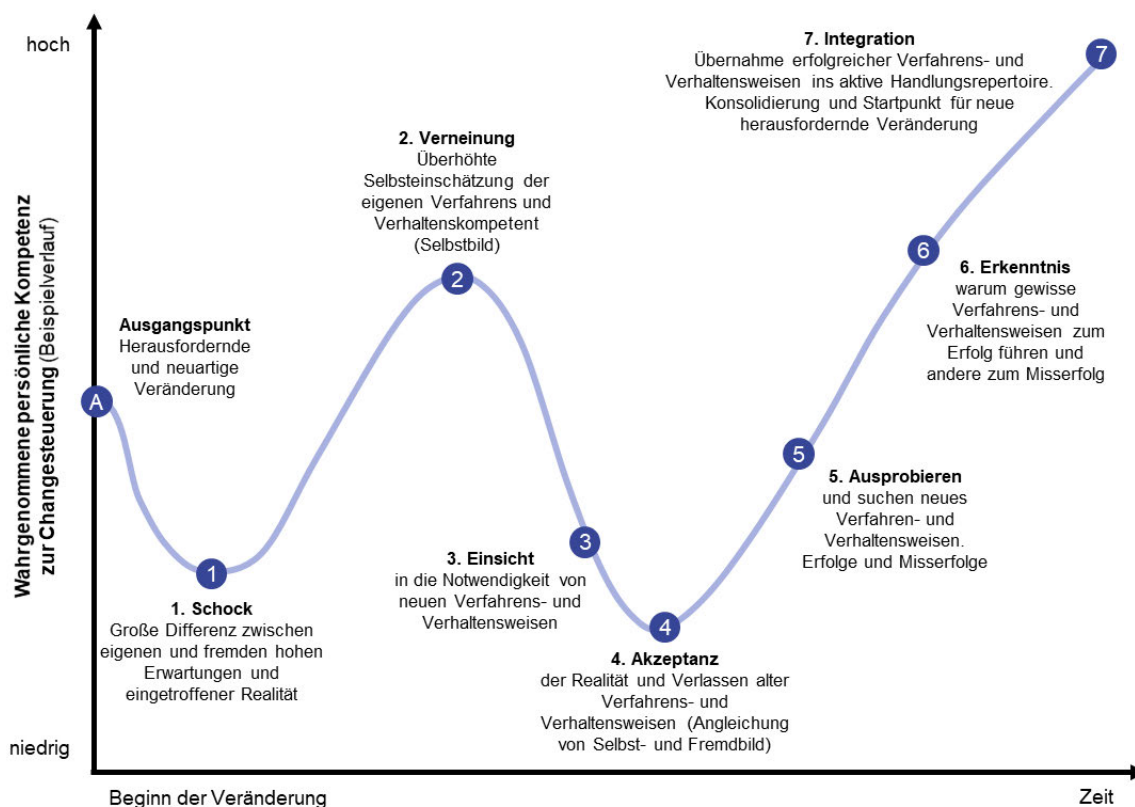 hoch
Wahrgenommene persönliche Kompetenz
zur Changesteuerung (Beispielverlauf)
niedrig
A
Ausgangspunkt
Herausfordernde
und neuartige
Veränderung
1
1. Schock
Große Differenz zwischen
eigenen und fremden hohen
Erwartungen und
eingetroffener Realität
2. Verneinung
Überhöhte
Selbsteinschätzung der
eigenen Verfahrens und
Verhaltenskompetent
(Selbstbild)
2
3
3. Einsicht
in die Notwendigkeit von
neuen Verfahrens- und
Verhaltensweisen
4
4. Akzeptanz
der Realität und Verlassen alter
Verfahrens- und
Verhaltensweisen (Angleichung
von Selbst- und Fremdbild)
5
5. Ausprobieren
und suchen neues
Verfahren- und
Verhaltensweisen.
Erfolge und Misserfolge
6
6. Erkenntnis
warum gewisse
Verfahrens- und
Verhaltensweisen zum
Erfolg führen und
andere zum Misserfolg
7. Integration
Übernahme erfolgreicher Verfahrens- und
Verhaltensweisen ins aktive Handlungsrepertoire.
Konsolidierung und Startpunkt für neue
herausfordernde Veränderung
7
Beginn der Veränderung
Zeit